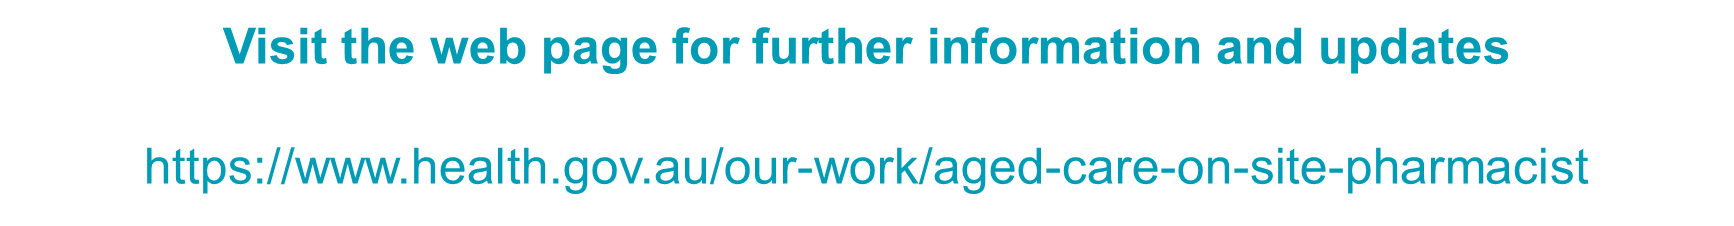 Visit the web page for further information and updates
https://www.health.gov.au/our-work/aged-care-on-site-pharmacist